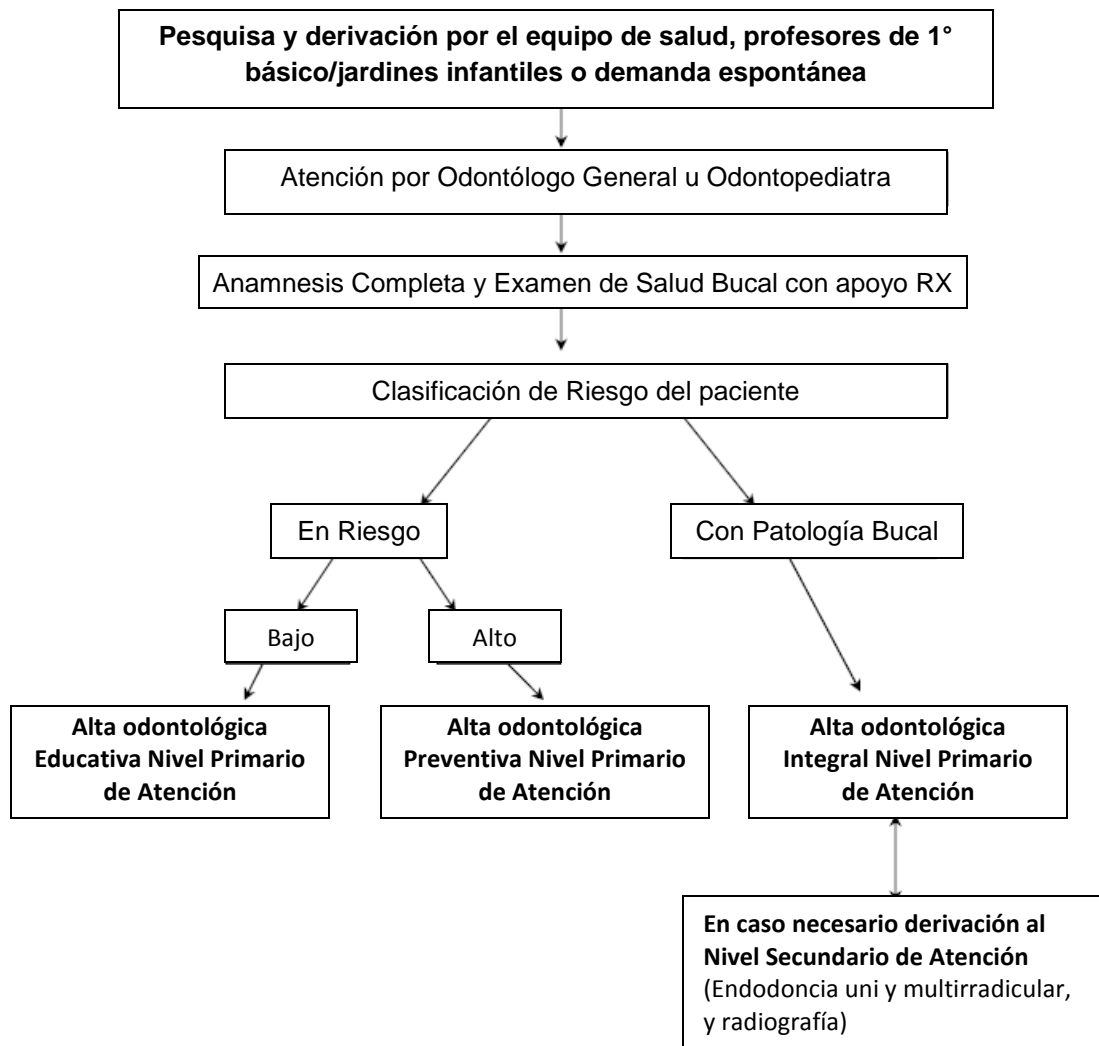 Pesquisa y derivación por el equipo de salud, profesores de 1°
básico/jardines infantiles o demanda espontánea
Atención por Odontólogo General u Odontopediatra
Anamnesis Completa y Examen de Salud Bucal con apoyo RX
Clasificación de Riesgo del paciente
En Riesgo
Con Patología Bucal
Bajo
Alto
Alta odontológica
Educativa Nivel Primario
de Atención
Alta odontológica
Preventiva Nivel Primario
de Atención
Alta odontológica
Integral Nivel Primario
de Atención
En caso necesario derivación al
Nivel Secundario de Atención
(Endodoncia uni y multirradicular,
y radiografía)